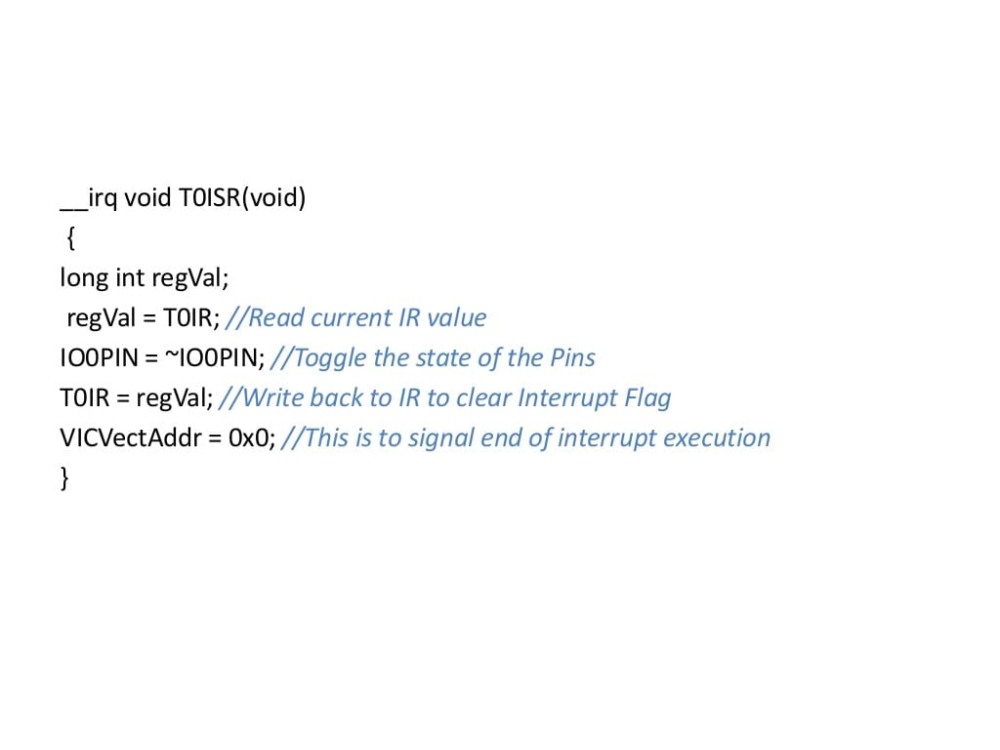 __irq void T0ISR(void)
{
long int regVal;
regVal = T0IR; //Read current IR value
IO0PIN = ~IO0PIN; //Toggle the state of the Pins
T0IR = regVal; //Write back to IR to clear Interrupt Flag
VICVectAddr = 0x0; //This is to signal end of interrupt execution
}